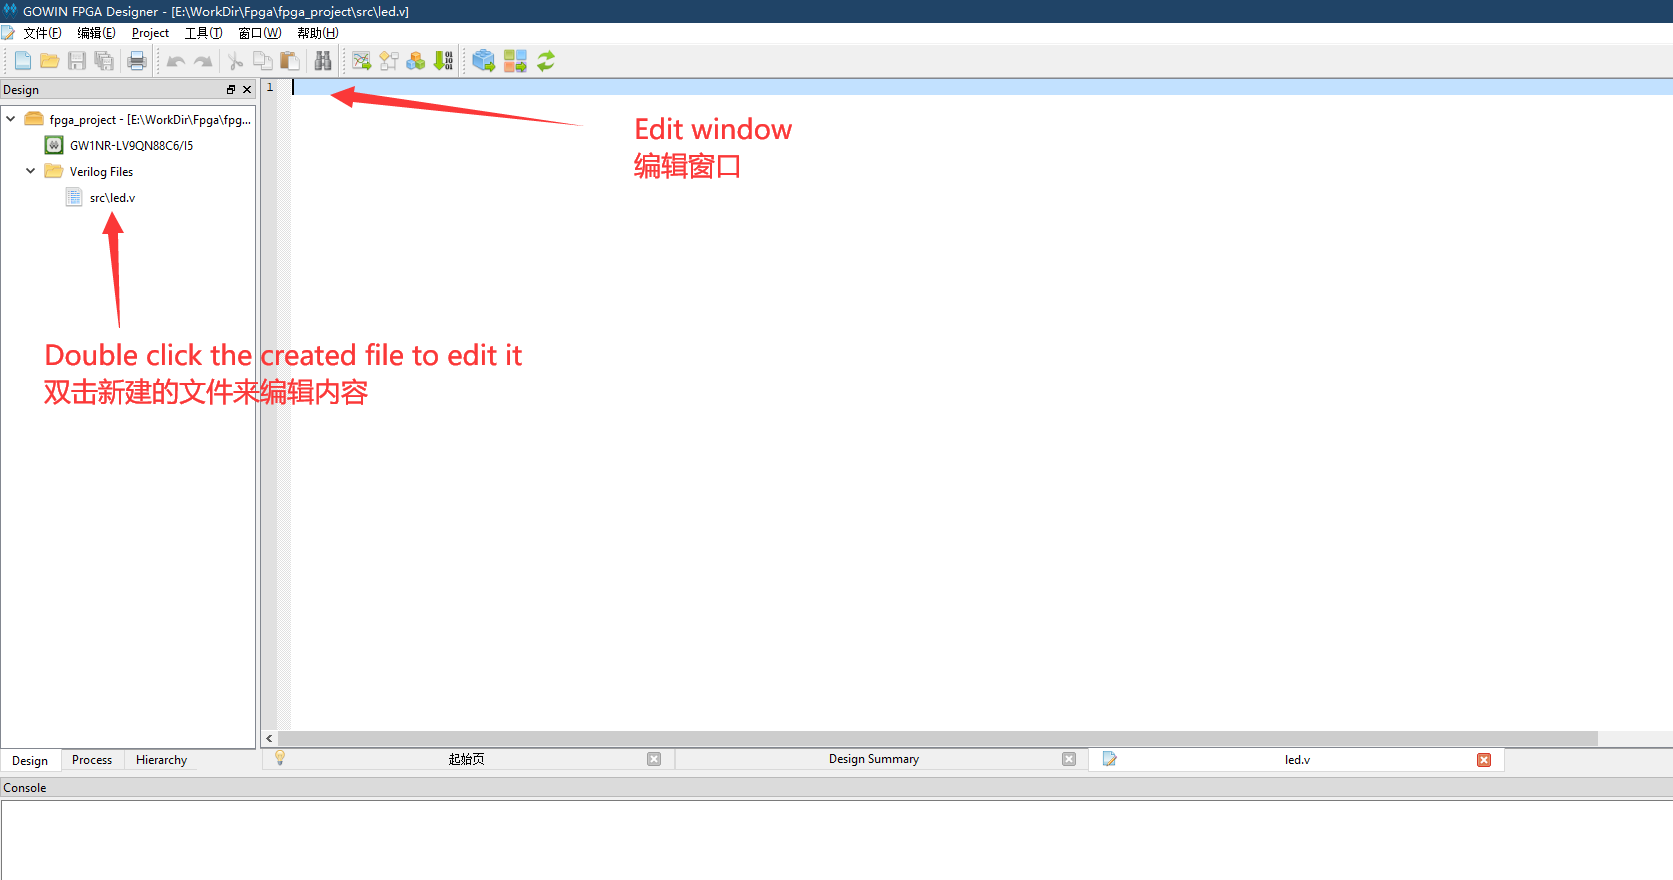 GOWIN FPGA Designer - [E:\WorkDir\Fpga\fpga_project\src\led.v]
文件(F) 编辑(E) Project 工具(T) 窗口(W) 帮助(H)
Design
1
fpga_project - [E:\WorkDir\Fpga\fpg...
GW1NR-LV9QN88C6/I5
Verilog Files
src\led.v
Edit window
编辑窗口
Double click the created file to edit it
双击新建的文件来编辑内容
Design Process Hierarchy
起始页 Design Summary led.v
Console